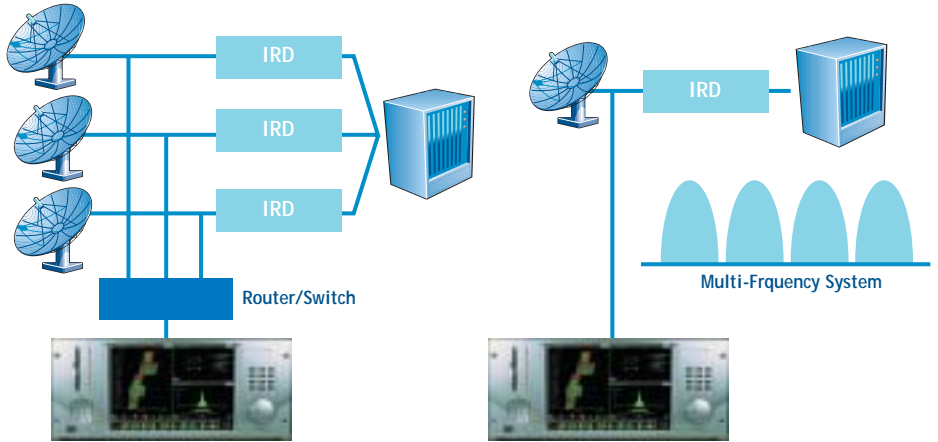 IRD
IRD
IRD
Router/Switch
IRD
Multi-Frquency System